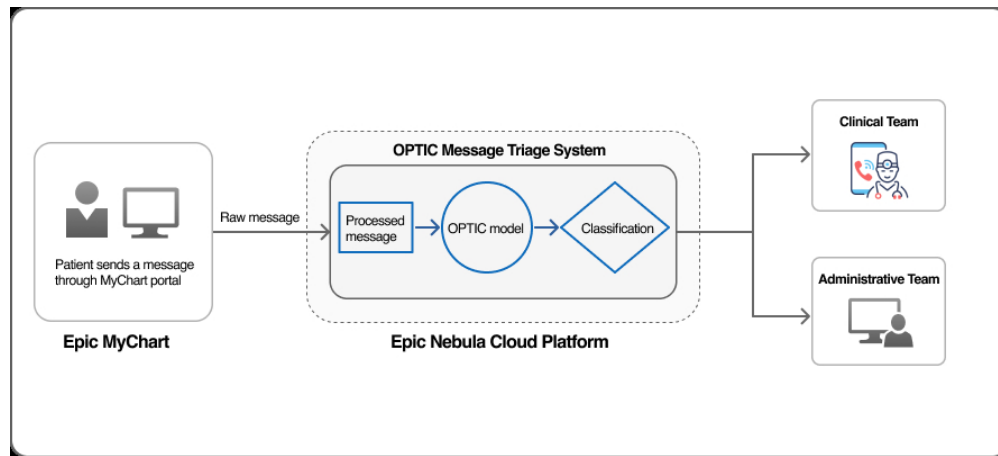 OPTIC Message Triage System
Clinical Team
Raw message
Processed
message
OPTIC model
Classification
Patient sends a message
through MyChart portal
Administrative Team
Epic MyChart
Epic Nebula Cloud Platform